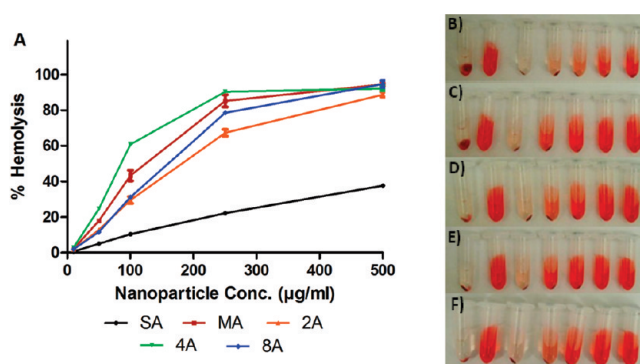 A
% Hemolysis
100
80
60
40
20
0
100 200 300 400 500
Nanoparticle Conc. (µg/ml)
SA MA 2A
4A 8A
B)
C)
D)
E)
F)